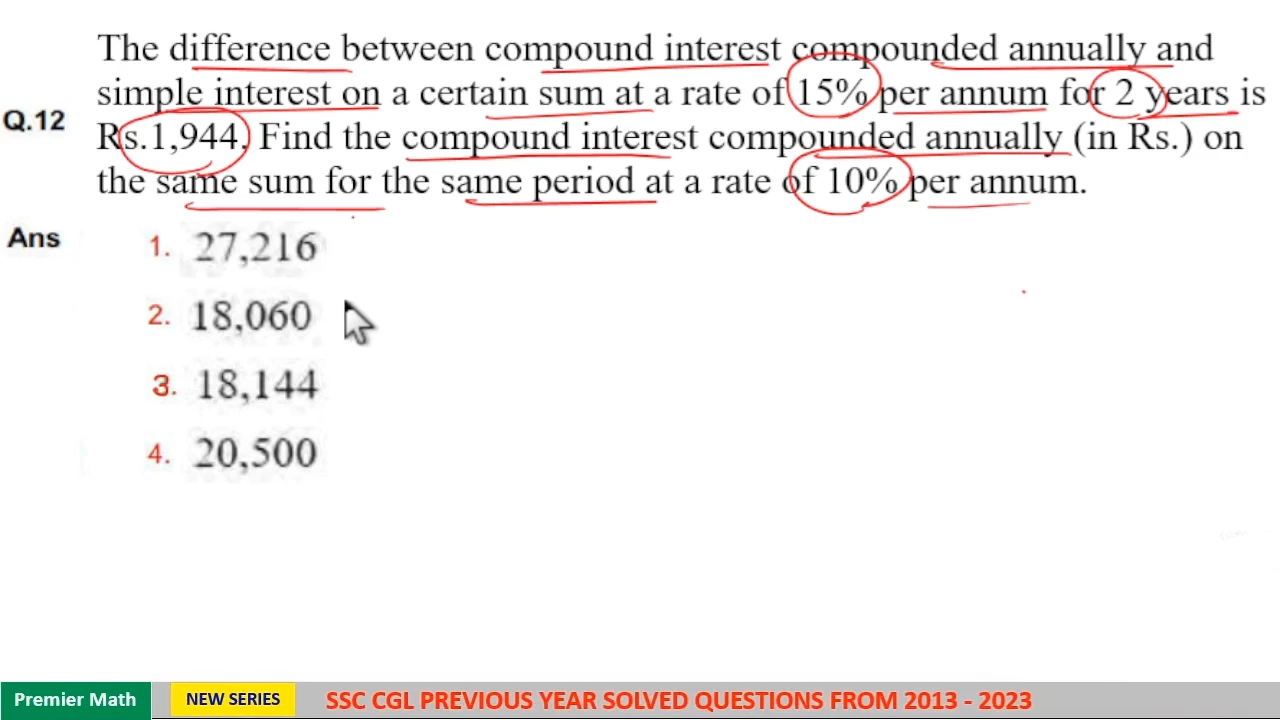 The difference between compound interest compounded annually and
simple interest on a certain sum at a rate of 15% per annum for 2 years is
Q.12
Rs.1,944. Find the compound interest compounded annually (in Rs.) on
the same sum for the same period at a rate of 10% per annum.
Ans
1. 27,216
2. 18,060
3. 18,144
4. 20,500
Premier Math NEW SERIES SSC CGL PREVIOUS YEAR SOLVED QUESTIONS FROM 2013 - 2023